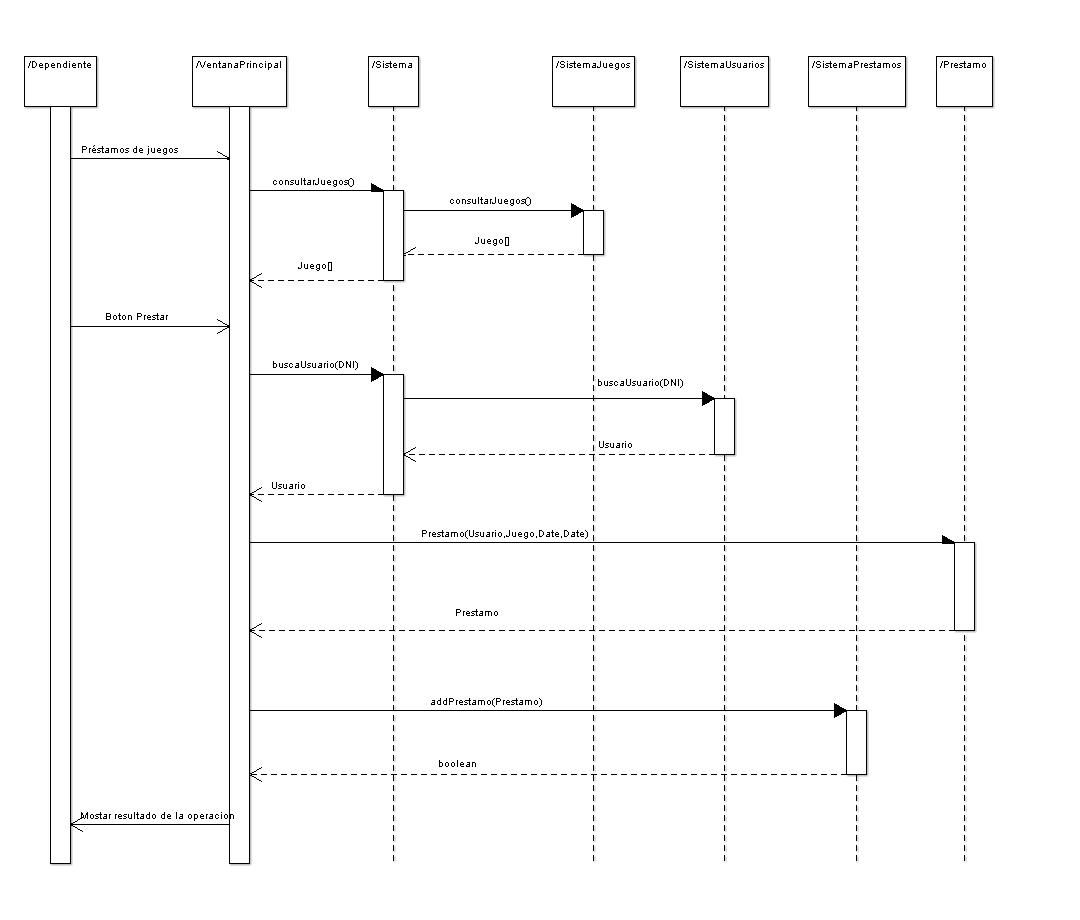 /Dependiente
/VentanaPrincipal
/Sistema
/SistemaJuegos
/SistemaUsuarios
/SistemaPrestamos
/Prestamo
Préstamos de juegos
consultarJuegos()
consultarJuegos()
Juego[]
Juego[]
Boton Prestar
buscaUsuario(DNI)
buscaUsuario(DNI)
Usuario
Usuario
Prestamo(Usuario,Juego,Date,Date)
Prestamo
addPrestamo(Prestamo)
boolean
Mostar resultado de la operacion